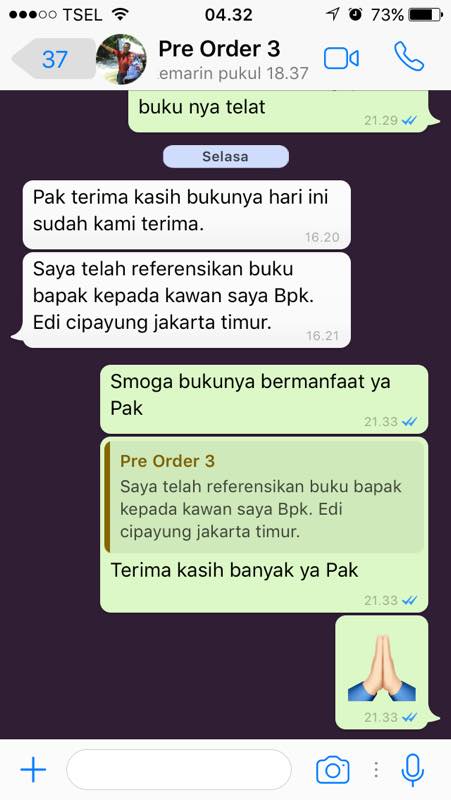 TSEL 04.32 73%
37 Pre Order 3
emarin pukul 18.37
buku nya telat
21.29
Selasa
Pak terima kasih bukunya hari ini
sudah kami terima.
16.20
Saya telah referensikan buku
bapak kepada kawan saya Bpk.
Edi cipayung jakarta timur.
16.21
Smoga bukunya bermanfaat ya
Pak
21.33
Pre Order 3
Saya telah referensikan buku bapak
kepada kawan saya Bpk. Edi
cipayung jakarta timur.
Terima kasih banyak ya Pak
21.33
21.33